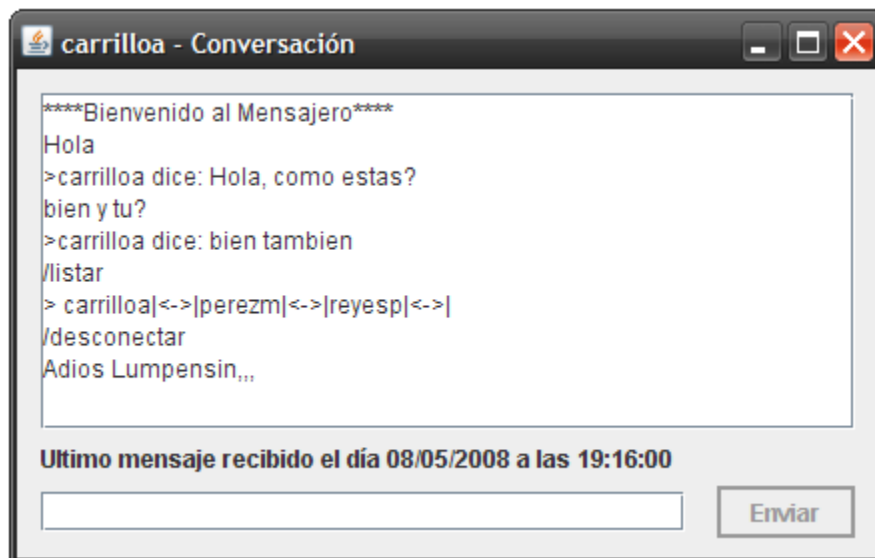 carrilloa - Conversación
****Bienvenido al Mensajero****
Hola
>carrilloa dice: Hola, como estas?
bien y tu?
>carrilloa dice: bien tambien
/listar
> carrilloa|<->|perezm|<->|reyesp|<->|
/desconectar
Adios Lumpensin,,,
Ultimo mensaje recibido el día 08/05/2008 a las 19:16:00
Enviar